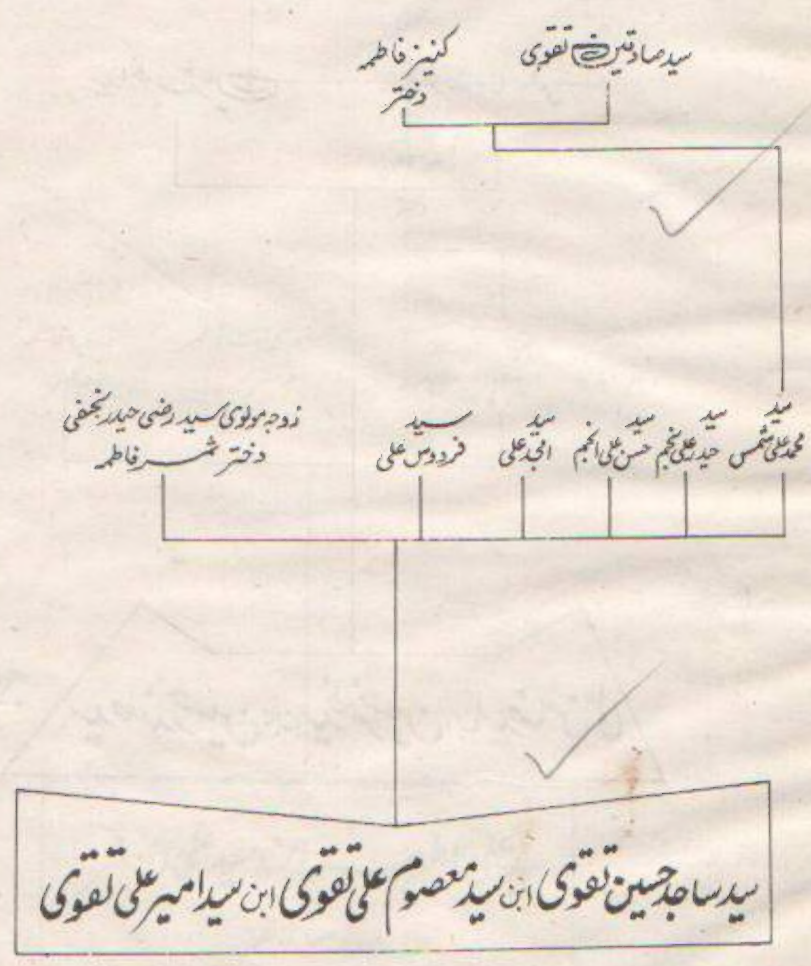 سید صادقین تقوی
کنیز فاطمہ
دختر
سید
محمد علی شمس
سید
حیدر علی نجم
سید
حسن علی انجم
سید
امجد علی
سید
فردوس علی
زوجہ مولوی سید رضی حیدر نجفی
دختر ثمر فاطمہ
سید ساجد حسین تقوی ابن سید معصوم علی تقوی ابن سید امیر علی تقوی